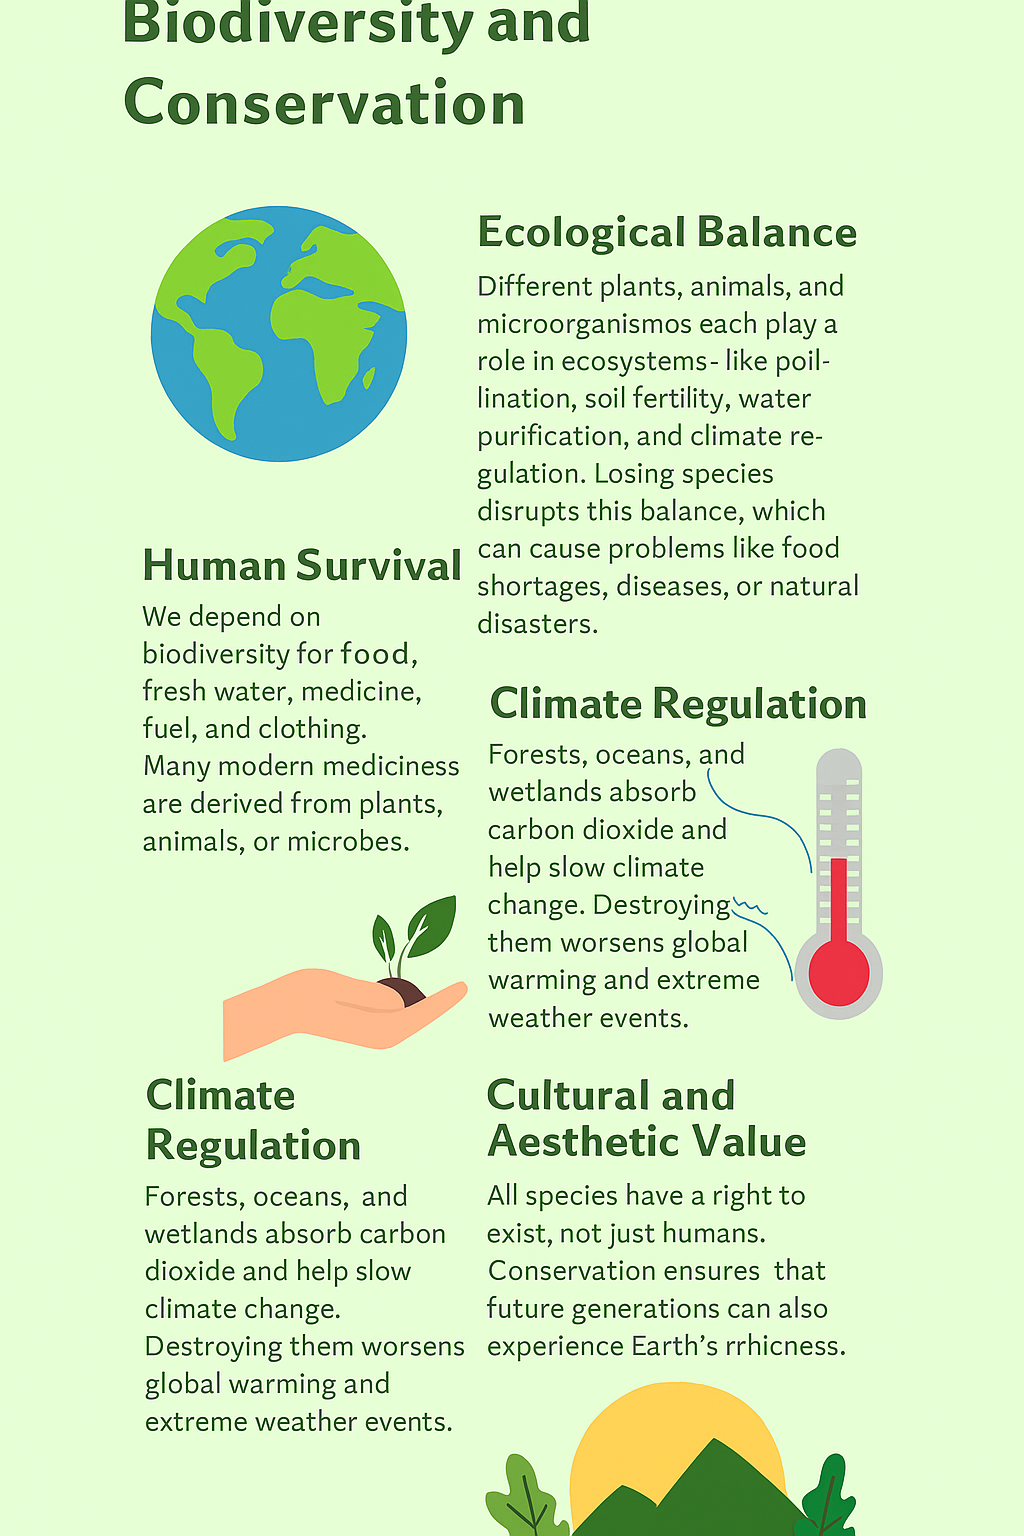 Biodiversity and
Conservation
Ecological Balance
Different plants, animals, and
microorganismos each play a
role in ecosystems- like poil-
lination, soil fertility, water
purification, and climate re-
gulation. Losing species
disrupts this balance, which
can cause problems like food
shortages, diseases, or natural
disasters.
Human Survival
We depend on
biodiversity for food,
fresh water, medicine,
fuel, and clothing.
Many modern mediciness
are derived from plants,
animals, or microbes.
Climate Regulation
Forests, oceans, and
wetlands absorb
carbon dioxide and
help slow climate
change. Destroying
them worsens global
warming and extreme
weather events.
Climate
Regulation
Forests, oceans, and
wetlands absorb carbon
dioxide and help slow
climate change.
Destroying them worsens
global warming and
extreme weather events.
Cultural and
Aesthetic Value
All species have a right to
exist, not just humans.
Conservation ensures that
future generations can also
experience Earth's rrhicness.